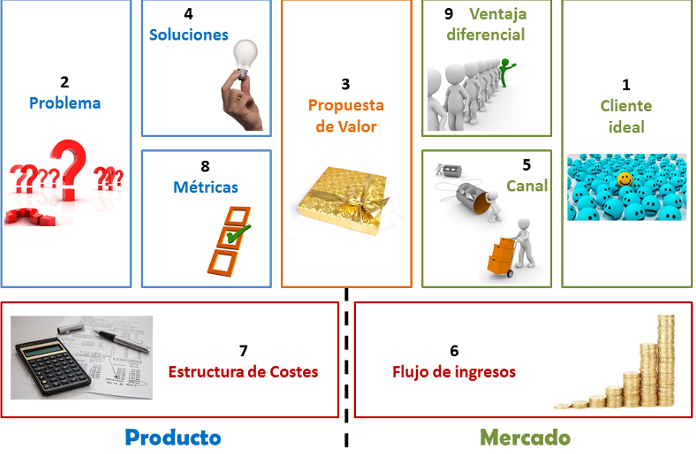 2
Problema
4
Soluciones
8
Métricas
3
Propuesta
de Valor
9 Ventaja
diferencial
5
Canal
1
Cliente
ideal
7
Estructura de Costes
6
Flujo de ingresos
Producto
Mercado